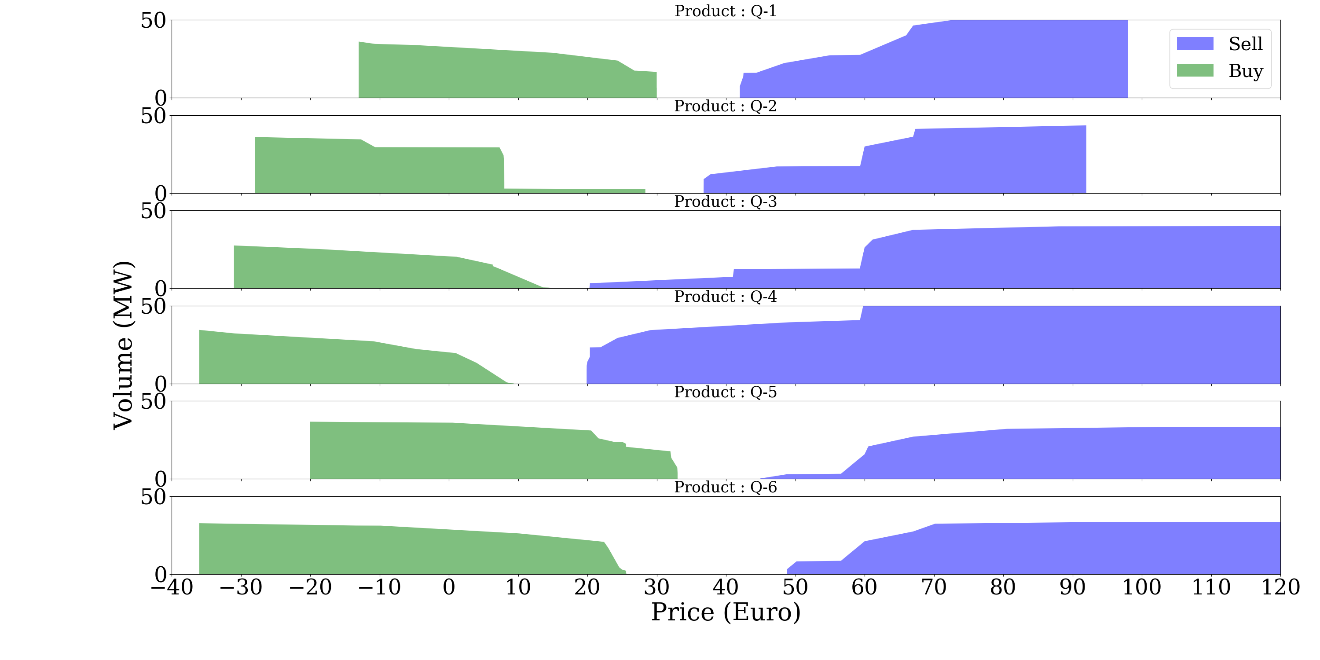 Product : Q-1
50
0
Sell
Buy
Product : Q-2
50
0
Product : Q-3
50
0
Product : Q-4
50
0
Product : Q-5
50
0
Product : Q-6
50
0
Volume (MW)
−40 −30 −20 −10 0 10 20 30 40 50 60 70 80 90 100 110 120
Price (Euro)